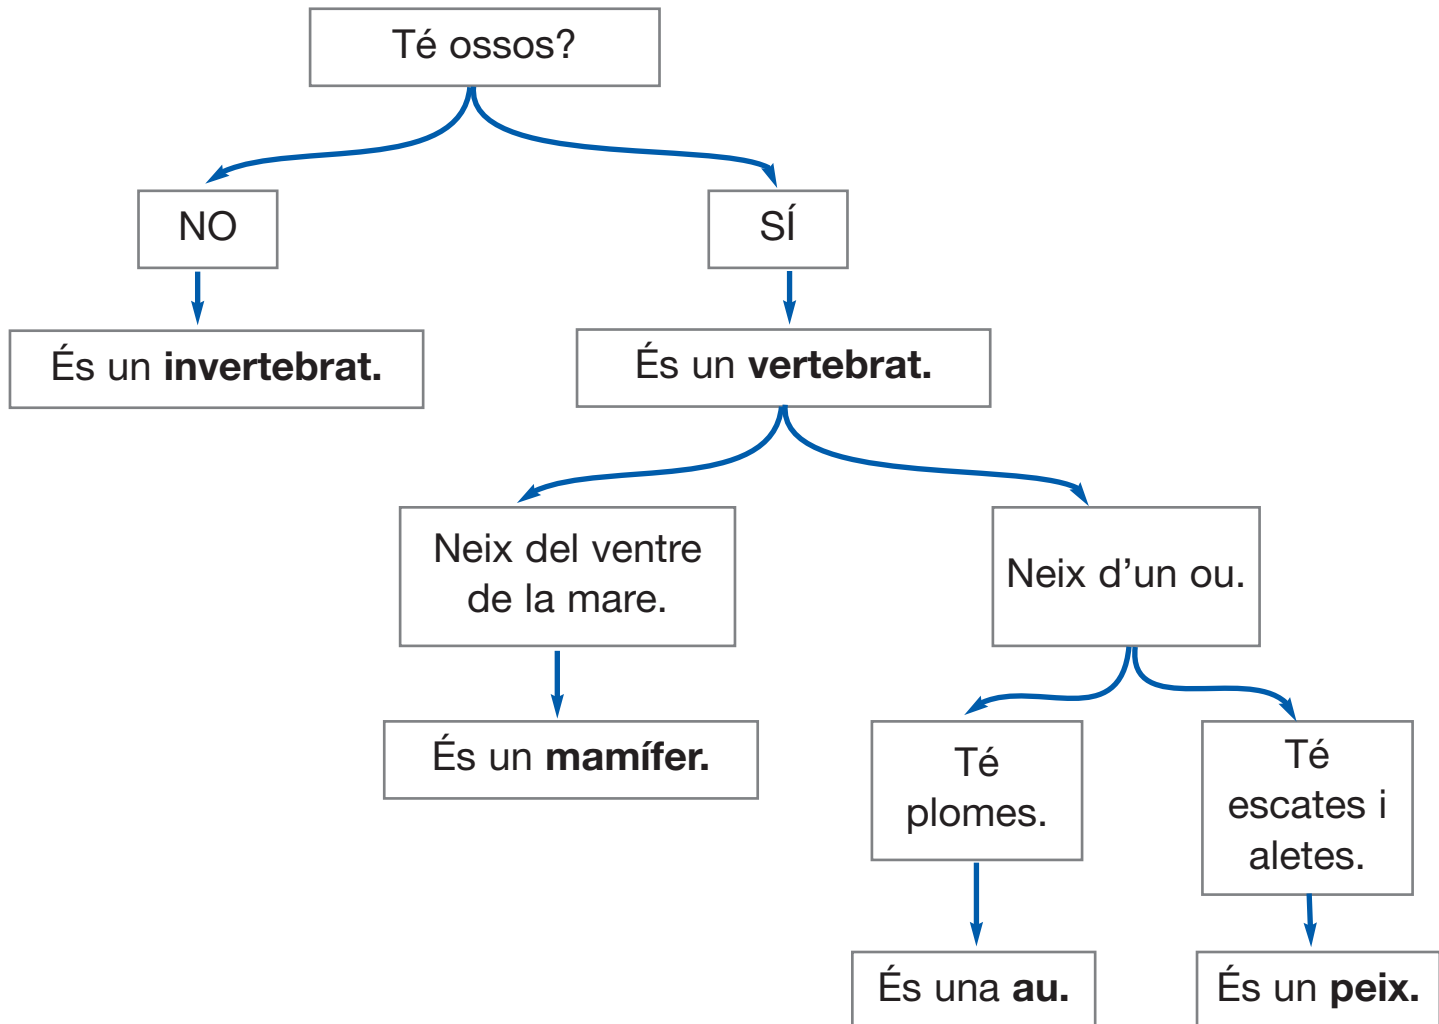 Té ossos?
NO
SÍ
És un invertebrat.
És un vertebrat.
Neix del ventre
de la mare.
Neix d’un ou.
És un mamífer.
Té
plomes.
Té
escates i
aletes.
És una au.
És un peix.